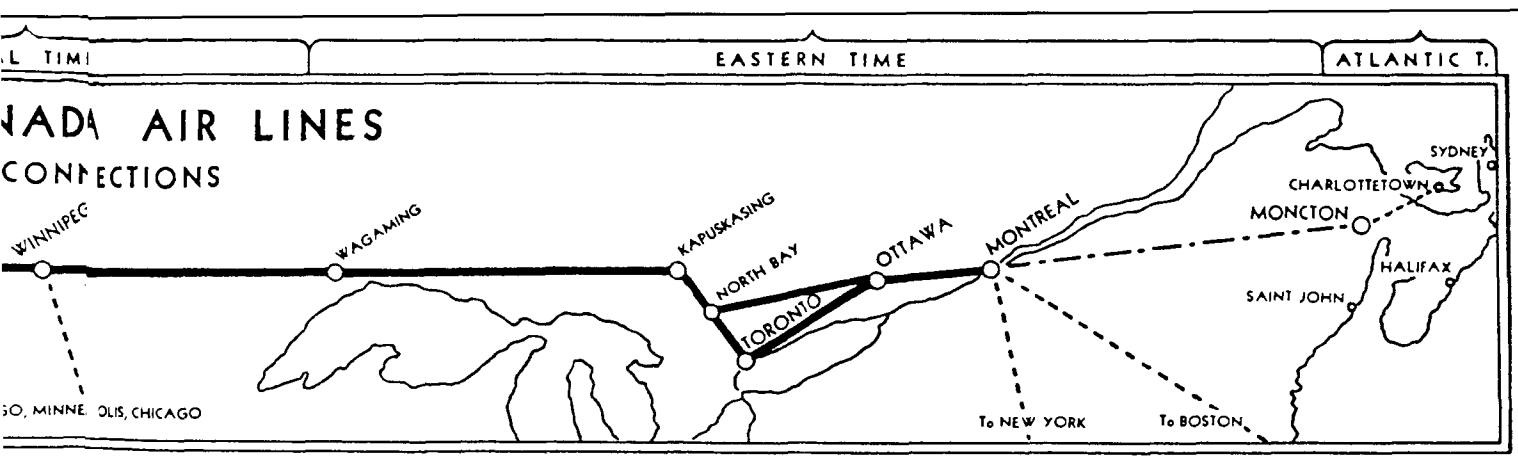 L TIM
EASTERN TIME
ATLANTIC T.
NADA AIR LINES
CONNECTIONS
SYDNEY
CHARLOTTETOWN
WINNIPEG
WAGAMING
KAPUSKASING
NORTH BAY
OTTAWA
MONTREAL
MONCTON
TORONTO
HALIFAX
SAINT JOHN
GO, MINNE OLIS, CHICAGO
To NEW YORK
To BOSTON